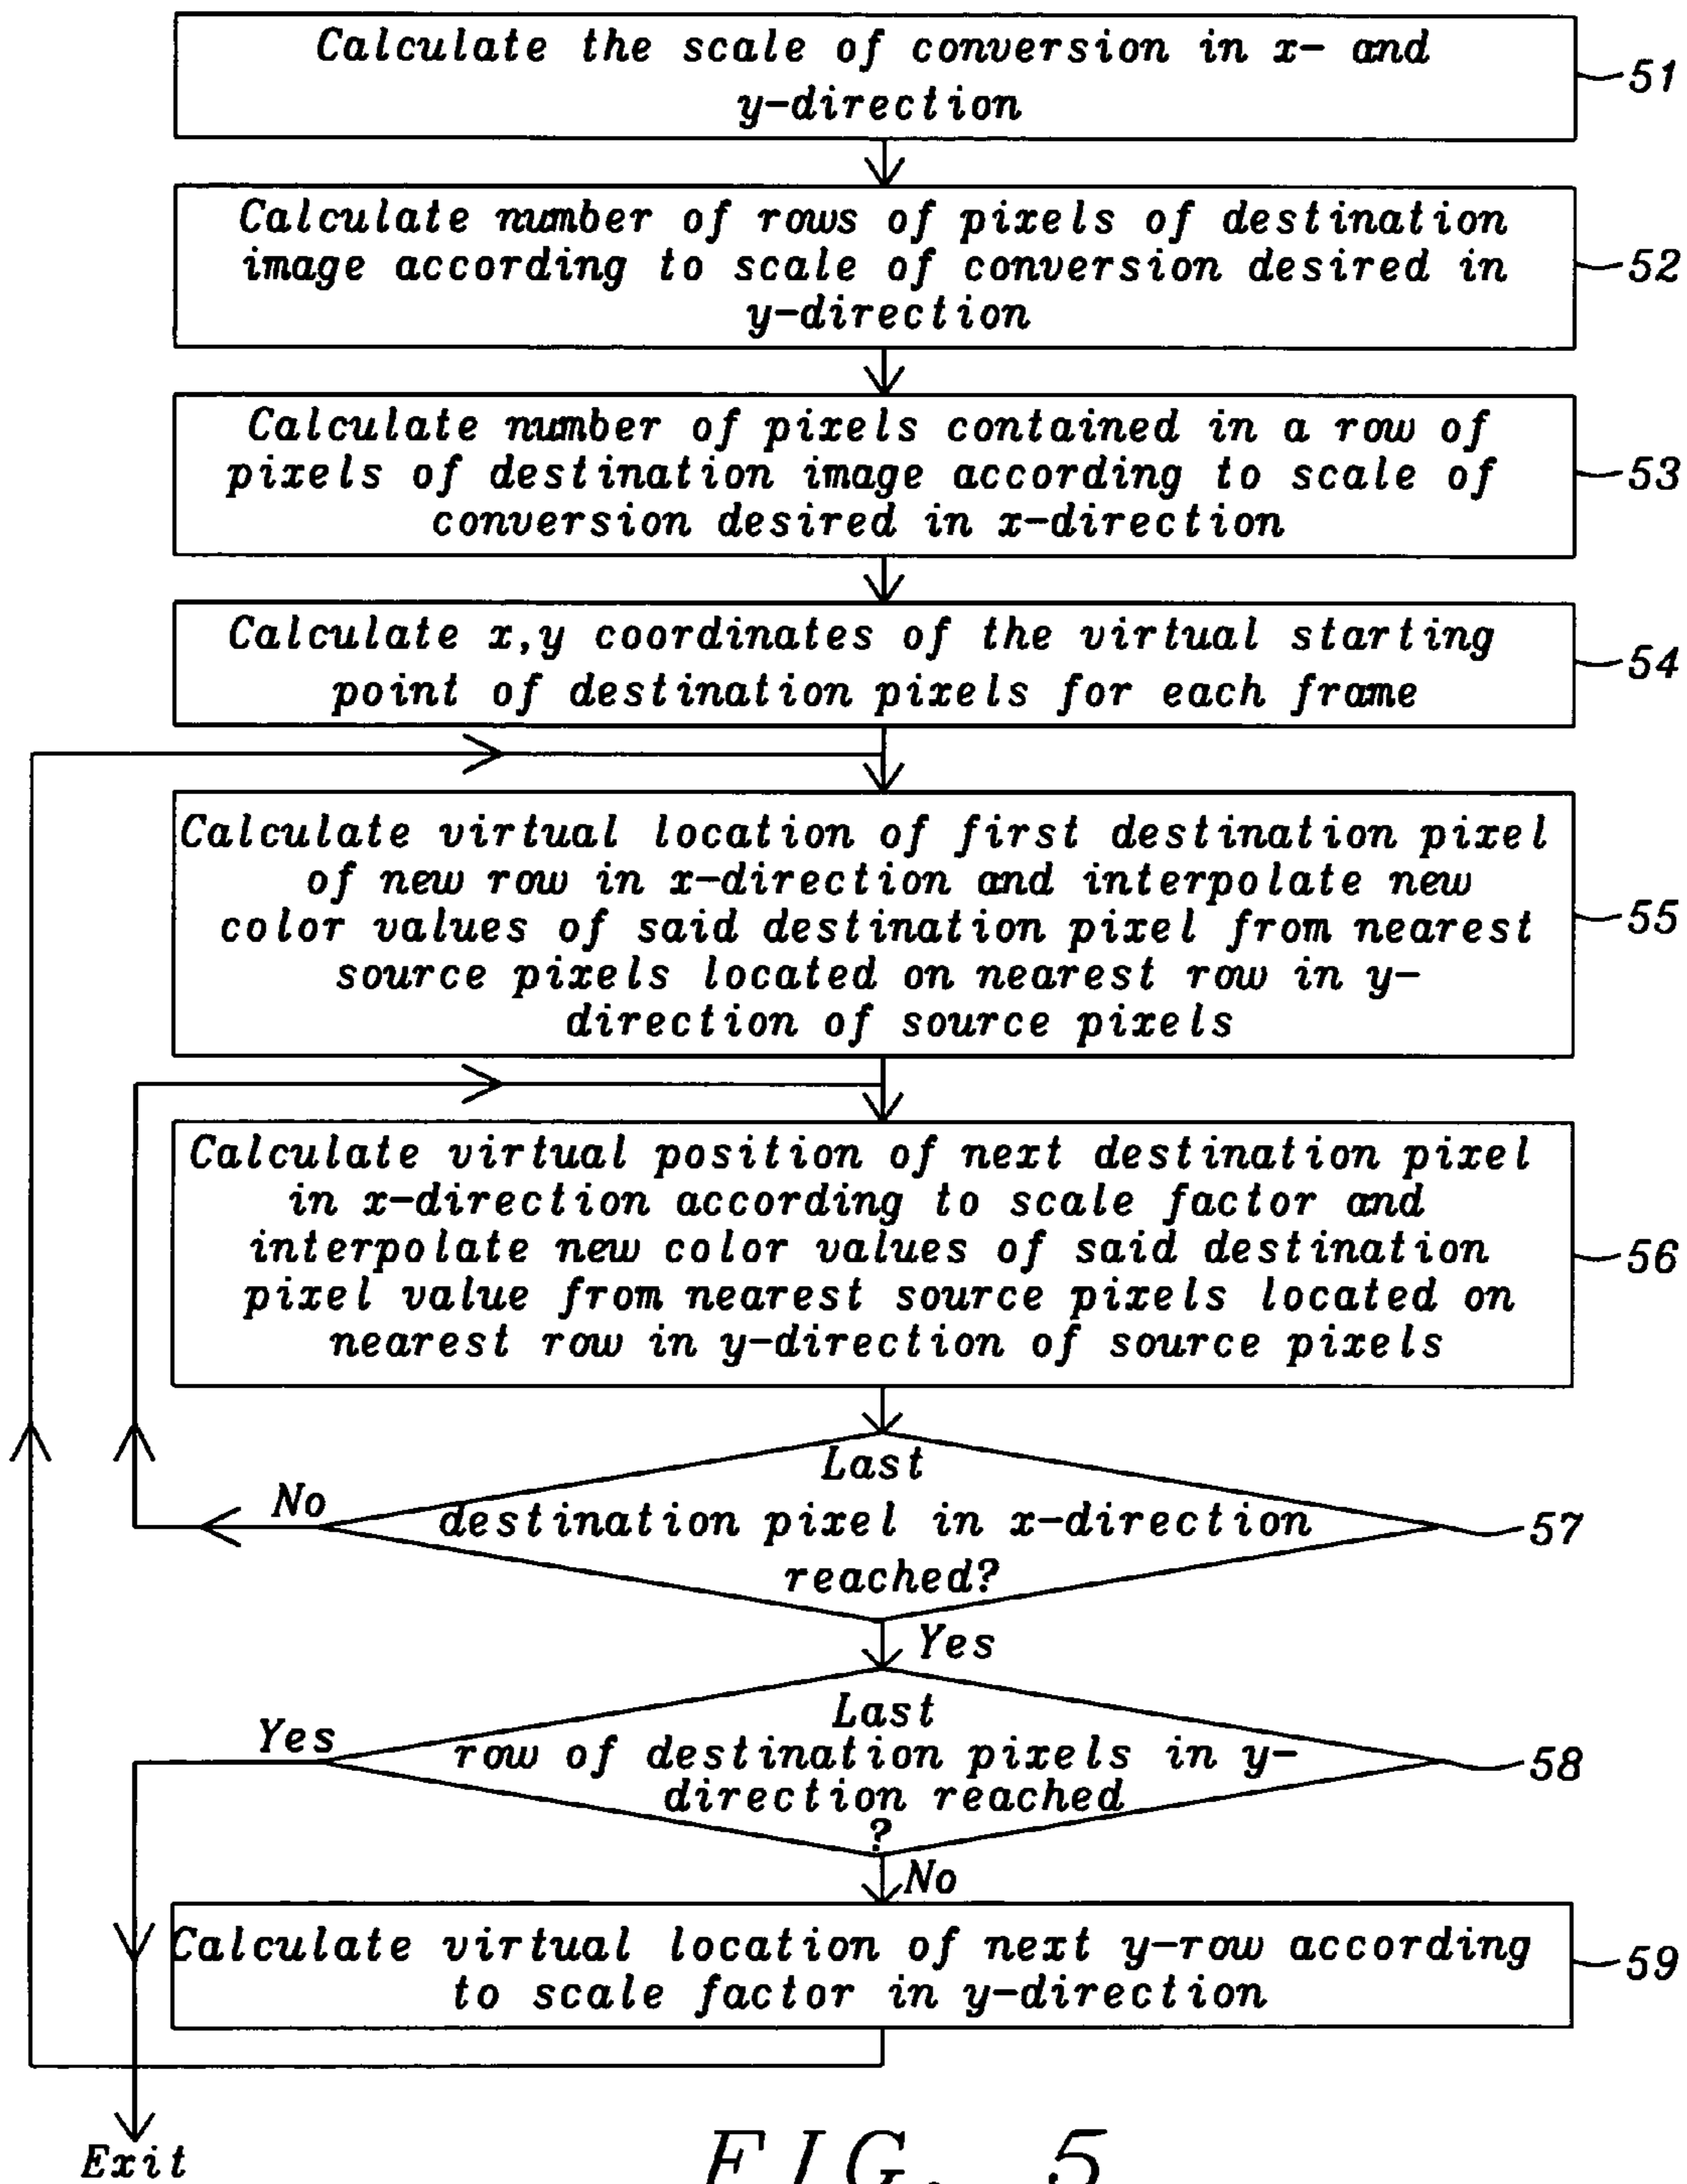 Calculate the scale of conversion in x- and
y-direction
51
Calculate number of rows of pixels of destination
image according to scale of conversion desired in
y-direction
52
Calculate number of pixels contained in a row of
pixels of destination image according to scale of
conversion desired in x-direction
53
Calculate x,y coordinates of the virtual starting
point of destination pixels for each frame
54
Calculate virtual location of first destination pixel
of new row in x-direction and interpolate new
color values of said destination pixel from nearest
source pixels located on nearest row in y-
direction of source pixels
55
Calculate virtual position of next destination pixel
in x-direction according to scale factor and
interpolate new color values of said destination
pixel value from nearest source pixels located on
nearest row in y-direction of source pixels
56
Last
destination pixel in x-direction
reached?
57
No
Yes
Last
row of destination pixels in y-
direction reached
?
58
Yes
No
Calculate virtual location of next y-row according
to scale factor in y-direction
59
Exit
FIG. 5